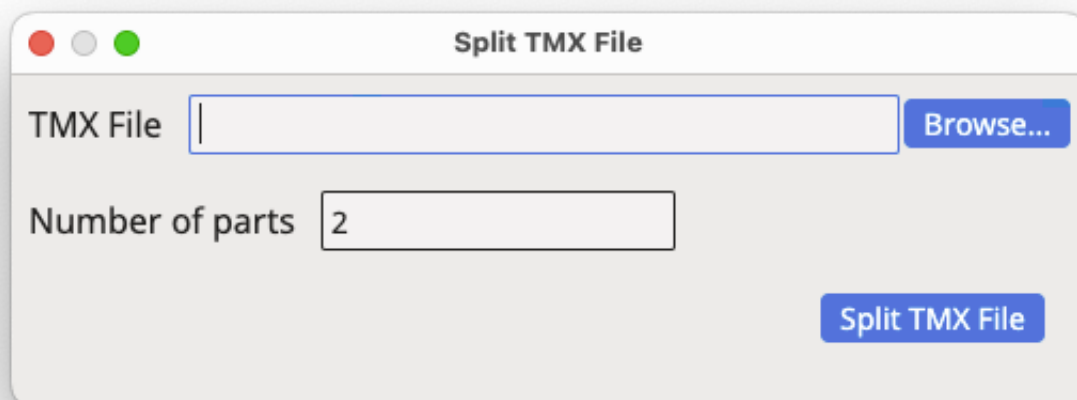 Split TMX File
TMX File Browse...
Number of parts 2
Split TMX File